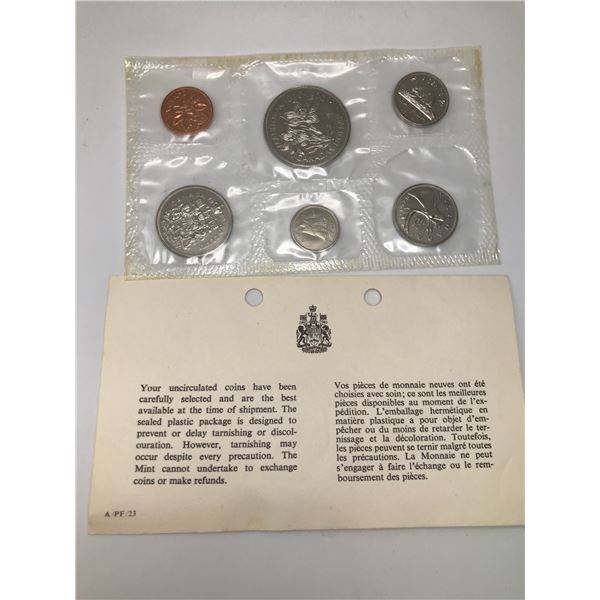 Your uncirculated coins have been
carefully selected and are the best
available at the time of shipment. The
sealed plastic package is designed to
prevent or delay tarnishing or discol-
ouration. However, tarnishing may
occur despite every precaution. The
Mint cannot undertake to exchange
coins or make refunds.
Vos pièces de monnaie neuves ont été
choisies avec soin; ce sont les meilleures
pièces disponibles au moment de l'ex-
pédition. L'emballage hermétique en
matière plastique a pour objet d'em-
pêcher ou du moins de retarder le ter-
nissage et la décoloration. Toutefois,
les pièces peuvent se ternir malgré toutes
les précautions. La Monnaie ne peut
s'engager à faire l'échange ou le rem-
boursement des pièces.
A/PF/23